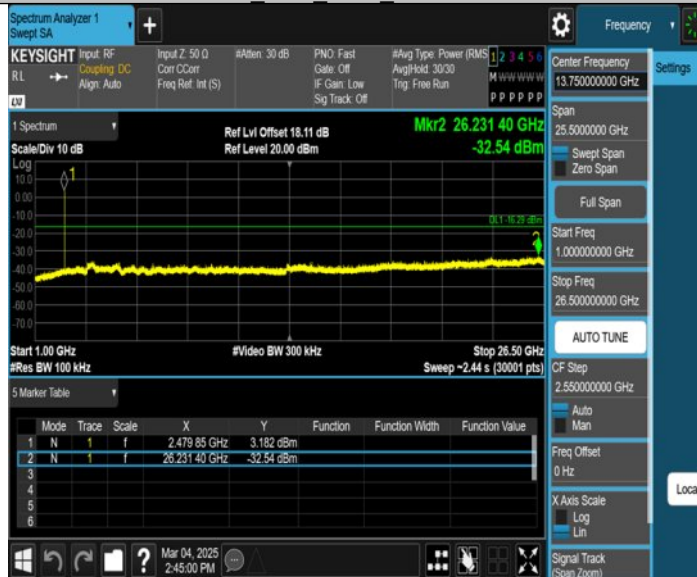 Spectrum Analyzer 1
Swept SA
+
Frequency
KEYSIGHT
RL
LXI
Input: RF
Coupling: DC
Align: Auto
Input Z: 50 Ω
Corr CCorr
Freq Ref: Int (S)
#Atten: 30 dB
PNO: Fast
Gate: Off
IF Gain: Low
Sig Track: Off
#Avg Type: Power (RMS
Avg|Hold: 30/30
Trig: Free Run
1 2 3 4 5 6
M W W W W W
P P P P P P
1 Spectrum
Scale/Div 10 dB
Ref Lvl Offset 18.11 dB
Ref Level 20.00 dBm
Mkr2 26.231 40 GHz
-32.54 dBm
Log
10.0
0.00
-10.0
-20.0
-30.0
-40.0
-50.0
-60.0
-70.0
1
DL1 -16.29 dBm
2
Start 1.00 GHz
#Res BW 100 kHz
#Video BW 300 kHz
Stop 26.50 GHz
Sweep ~2.44 s (30001 pts)
5 Marker Table
Mode Trace Scale X Y Function Function Width Function Value
1 N 1 f 2.479 85 GHz 3.182 dBm
2 N 1 f 26.231 40 GHz -32.54 dBm
3
4
5
6
?
Mar 04, 2025
2:45:00 PM
Center Frequency
13.750000000 GHz
Settings
Span
25.5000000 GHz
Swept Span
Zero Span
Full Span
Start Freq
1.000000000 GHz
Stop Freq
26.500000000 GHz
AUTO TUNE
CF Step
2.550000000 GHz
Auto
Man
Freq Offset
0 Hz
X Axis Scale
Log
Lin
Loca
Signal Track
(Span Zoom)